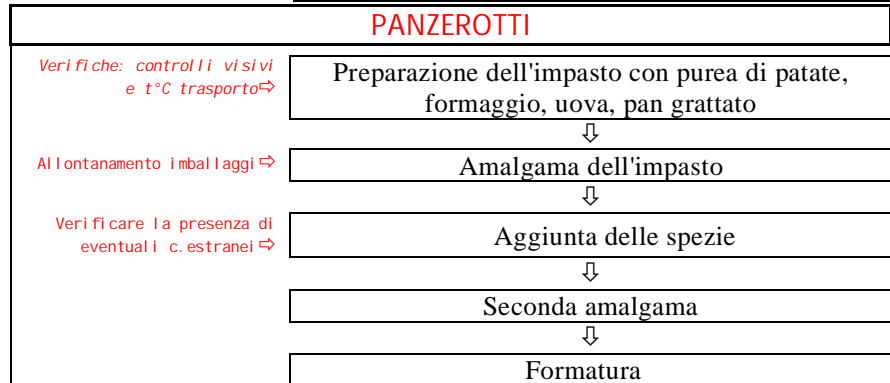 PANZEROTTI
Verifiche: controlli visivi
e t°C trasporto⇨
Preparazione dell'impasto con purea di patate,
formaggio, uova, pan grattato
⇩
Allontanamento imballaggi⇨
Amalgama dell'impasto
⇩
Verificare la presenza di
eventuali c.estranei⇨
Aggiunta delle spezie
⇩
Seconda amalgama
⇩
Formatura